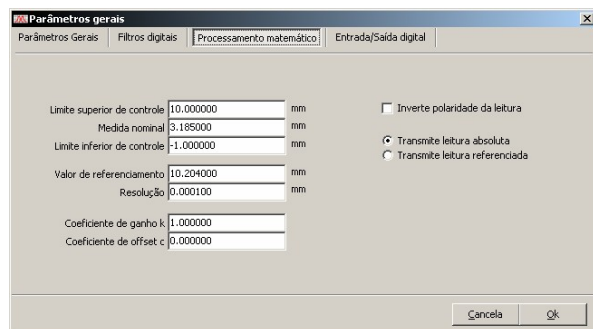 Parâmetros gerais
Parâmetros Gerais Filtros digitais Processamento matemático Entrada/Saída digital
Limite superior de controle 10.000000 mm Inverte polaridade da leitura
Medida nominal 3.185000 mm
Limite inferior de controle -1.000000 mm
Transmite leitura absoluta
Transmite leitura referenciada
Valor de referenciamento 10.204000 mm
Resolução 0.000100 mm
Coeficiente de ganho k 1.000000
Coeficiente de offset c 0.000000
Cancela Ok